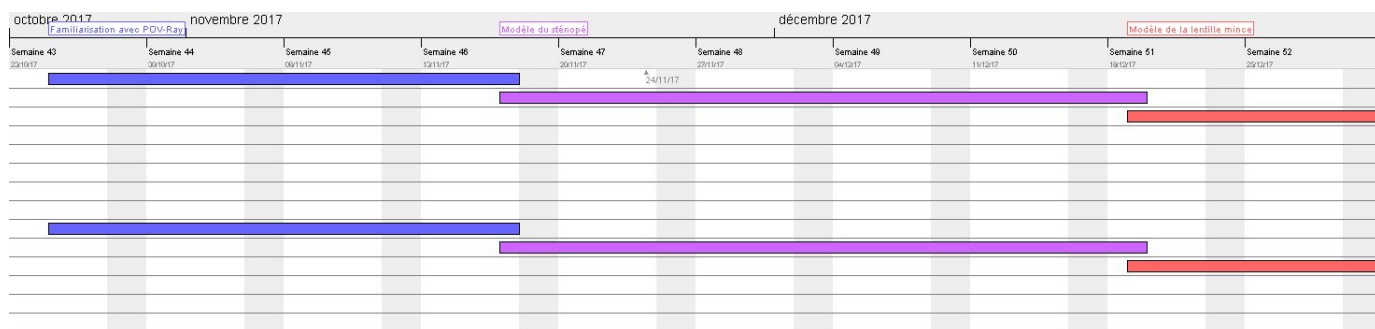 octobre 2017 novembre 2017 décembre 2017
Familiarisation avec POV-Ray Modèle du sténopé Modèle de la lentille mince
Semaine 43 Semaine 44 Semaine 45 Semaine 46 Semaine 47 Semaine 48 Semaine 49 Semaine 50 Semaine 51 Semaine 52
23/10/17 30/10/17 06/11/17 13/11/17 20/11/17 27/11/17 04/12/17 11/12/17 18/12/17 25/12/17
24/11/17